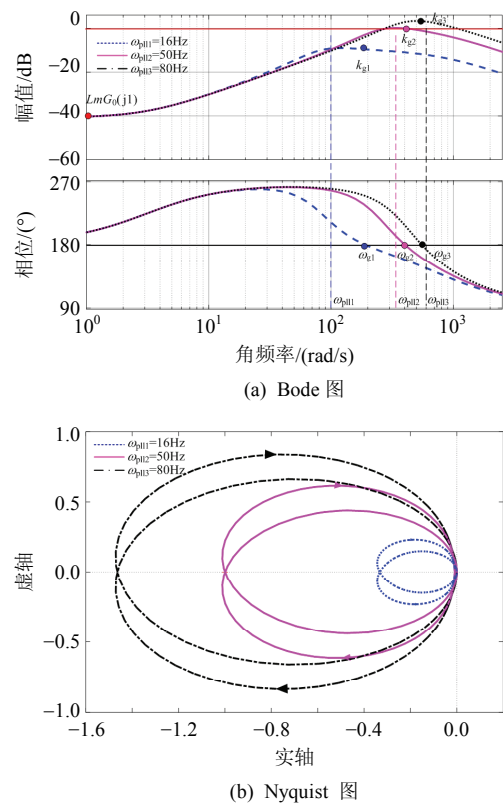 0
−20
−40
−60
幅值/dB
ωpll1=16Hz
ωpll2=50Hz
ωpll3=80Hz
LmG0(j1)
kg1
kg2
kg3
270
180
90
相位/(°)
ωg1
ωg2
ωg3
ωpll1
ωpll2
ωpll3
10^0
10^1
10^2
10^3
角频率/(rad/s)
(a) Bode 图
1.0
0.5
0.0
−0.5
−1.0
虚轴
ωpll1=16Hz
ωpll2=50Hz
ωpll3=80Hz
−1.6
−1.2
−0.8
−0.4
0.0
实轴
(b) Nyquist 图